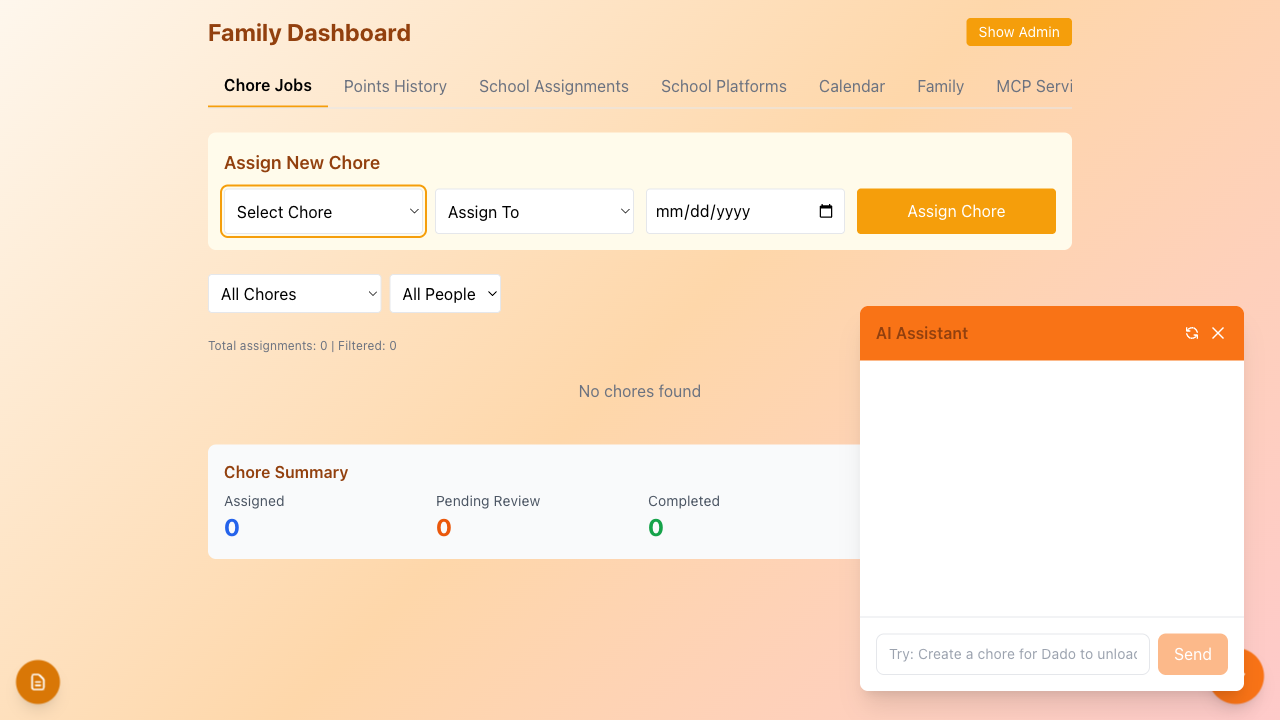 Family Dashboard
Show Admin
Chore Jobs Points History School Assignments School Platforms Calendar Family MCP Servi
Assign New Chore
Select Chore Assign To mm/dd/yyyy Assign Chore
All Chores All People
Total assignments: 0 | Filtered: 0
No chores found
Chore Summary
Assigned Pending Review Completed
0 0 0
AI Assistant
Try: Create a chore for Dado to unloac Send